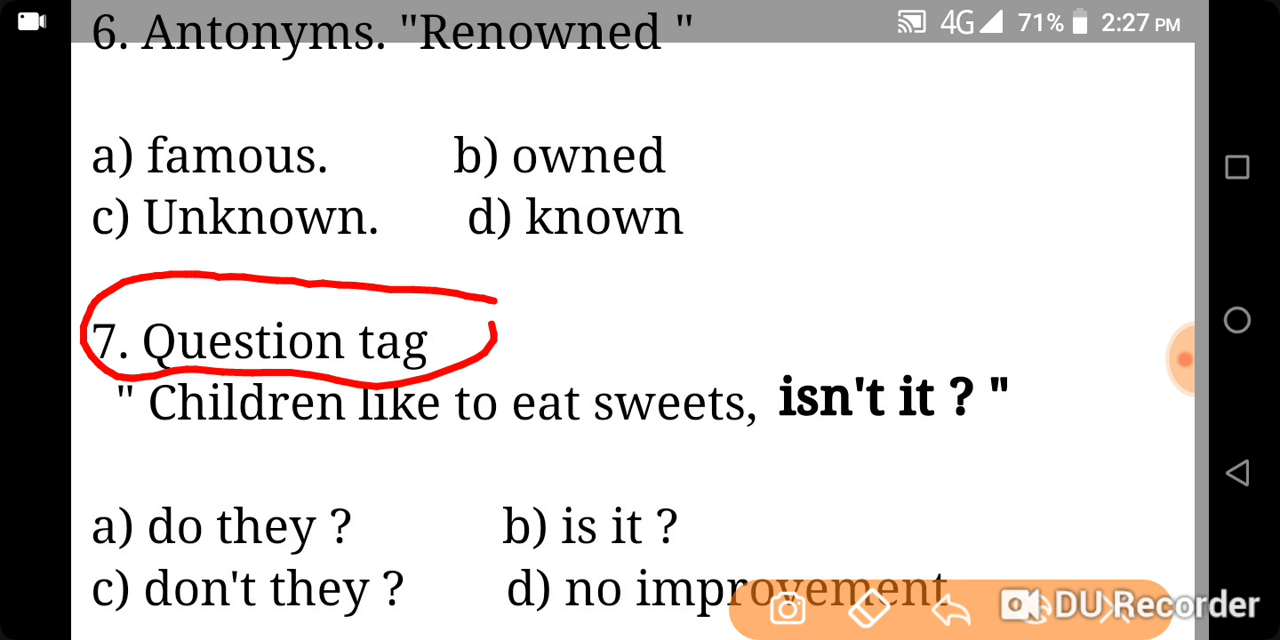 6. Antonyms. "Renowned "
4G 71% 2:27 PM
a) famous. b) owned
c) Unknown. d) known
7. Question tag
" Children like to eat sweets, isn't it ? "
a) do they ? b) is it ?
c) don't they ? d) no improvement
DU Recorder